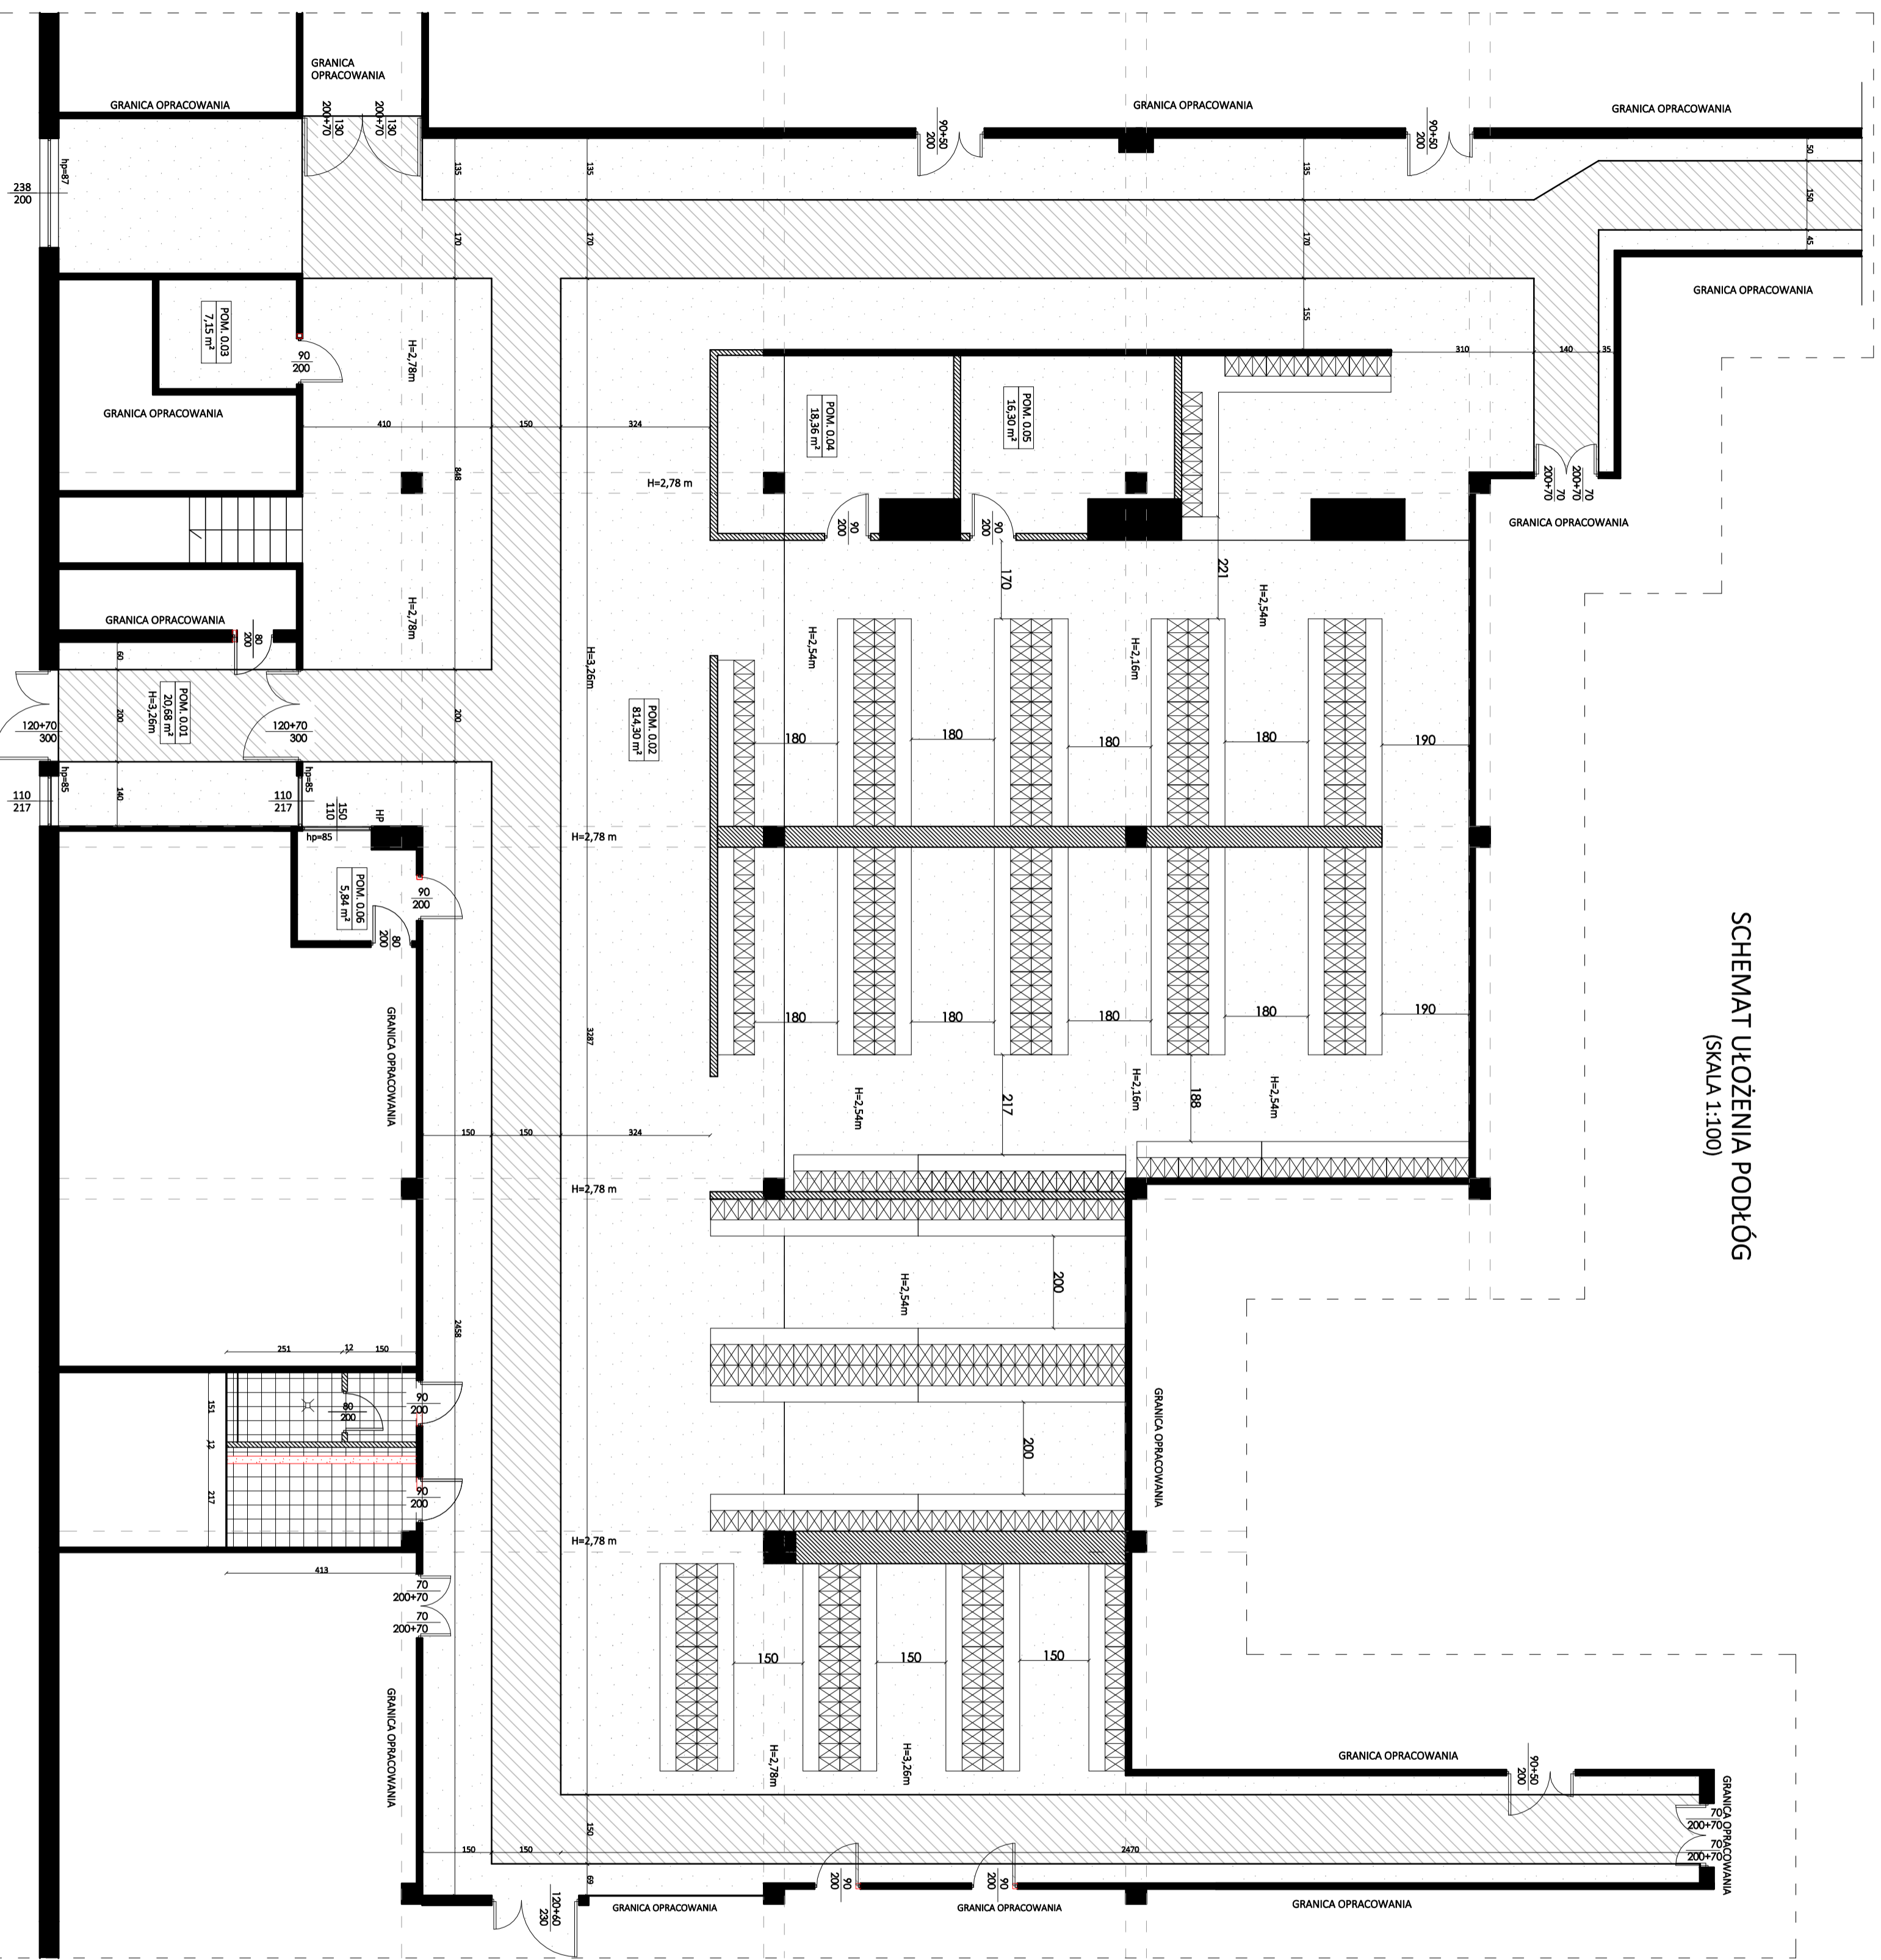 GRANICA
OPRACOWANIA
GRANICA OPRACOWANIA
GRANICA OPRACOWANIA
GRANICA OPRACOWANIA
130
200+70
130
200+70
90+50
200
90+50
200
hp=87
238
200
135
135
135
50
150
45
170
170
170
155
GRANICA OPRACOWANIA
POM. 0.03
7,15 m²
90
200
H=2,78m
310
140
35
GRANICA OPRACOWANIA
410
150
324
POM. 0.04
18,36 m²
POM. 0.05
16,30 m²
848
H=2,78 m
70
200+70
70
200+70
GRANICA OPRACOWANIA
90
200
90
200
170
221
H=2,78m
H=2,54m
H=2,16m
H=2,54m
GRANICA OPRACOWANIA
80
200
60
H=3,26m
POM. 0.01
20,68 m²
H=3,26m
200
200
POM. 0.02
814,30 m²
120+70
300
120+70
300
180
180
180
180
190
hp=85
hp=85
140
110
217
110
217
150
110
HP
hp=85
H=2,78 m
POM. 0.06
5,84 m²
90
200
80
200
SCHEMAT UŁOŻENIA PODŁÓG
(SKALA 1:100)
180
180
180
180
190
GRANICA OPRACOWANIA
3287
H=2,54m
217
H=2,16m
188
H=2,54m
150
150
324
H=2,78 m
200
H=2,54m
2458
251
12
150
GRANICA OPRACOWANIA
151
12
217
80
200
90
200
90
200
200
H=2,78 m
413
70
200+70
70
200+70
150
150
150
GRANICA OPRACOWANIA
H=2,78m
H=3,26m
GRANICA OPRACOWANIA
90+50
200
GRANICA OPRACOWANIA
GRANICA OPRACOWANIA
70
200+70
70
200+70
150
150
150
2470
69
90
200
90
200
120+60
230
GRANICA OPRACOWANIA
GRANICA OPRACOWANIA
GRANICA OPRACOWANIA